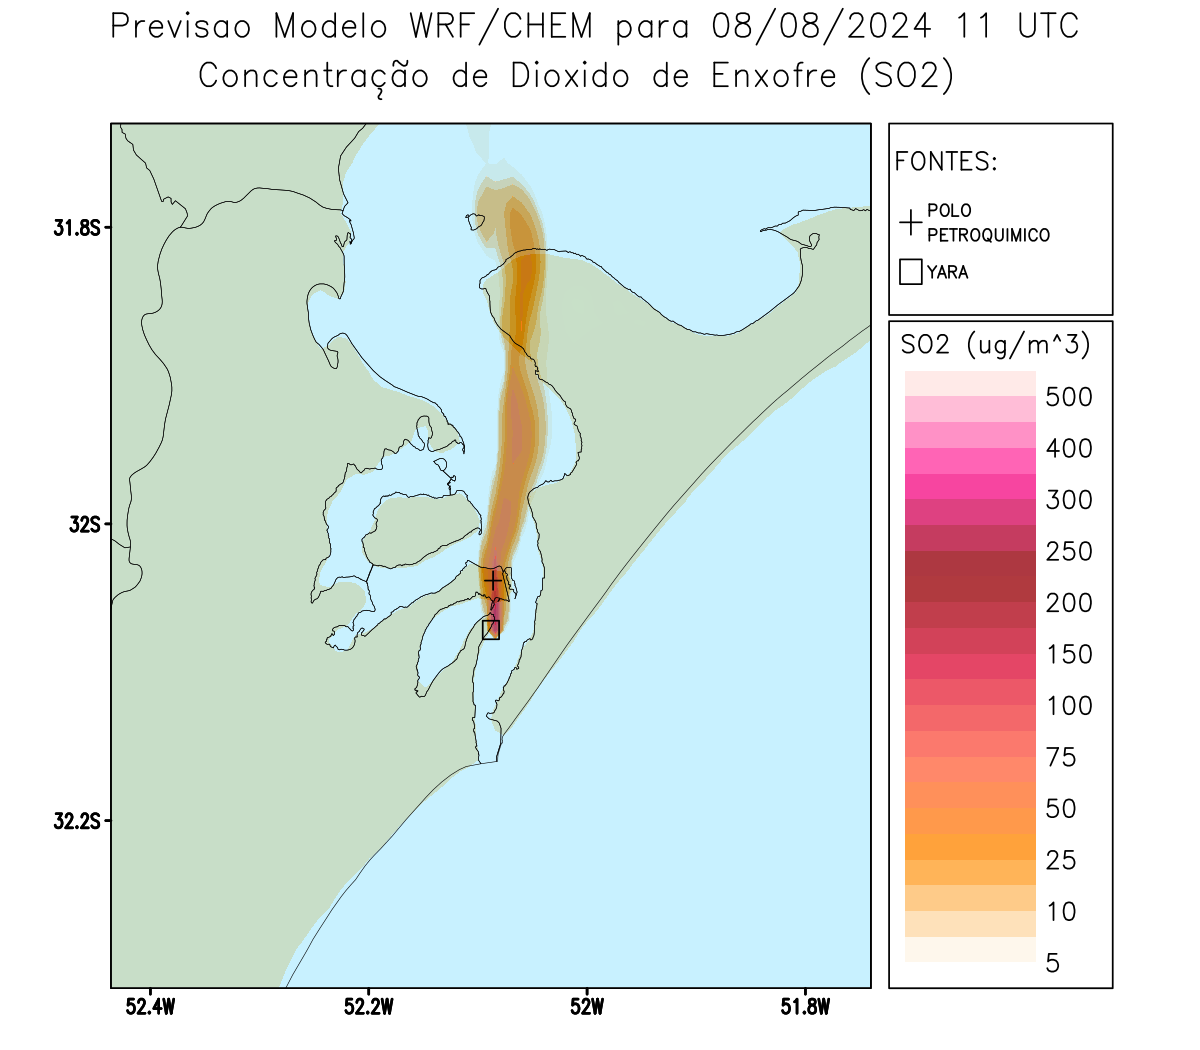 Previsao Modelo WRF/CHEM para 08/08/2024 11 UTC
Concentração de Dioxido de Enxofre (SO2)
FONTES:
POLO
PETROQUIMICO
YARA
SO2 (ug/m^3)
500
400
300
250
200
150
100
75
50
25
10
5
31.8S
32S
32.2S
52.4W
52.2W
52W
51.8W